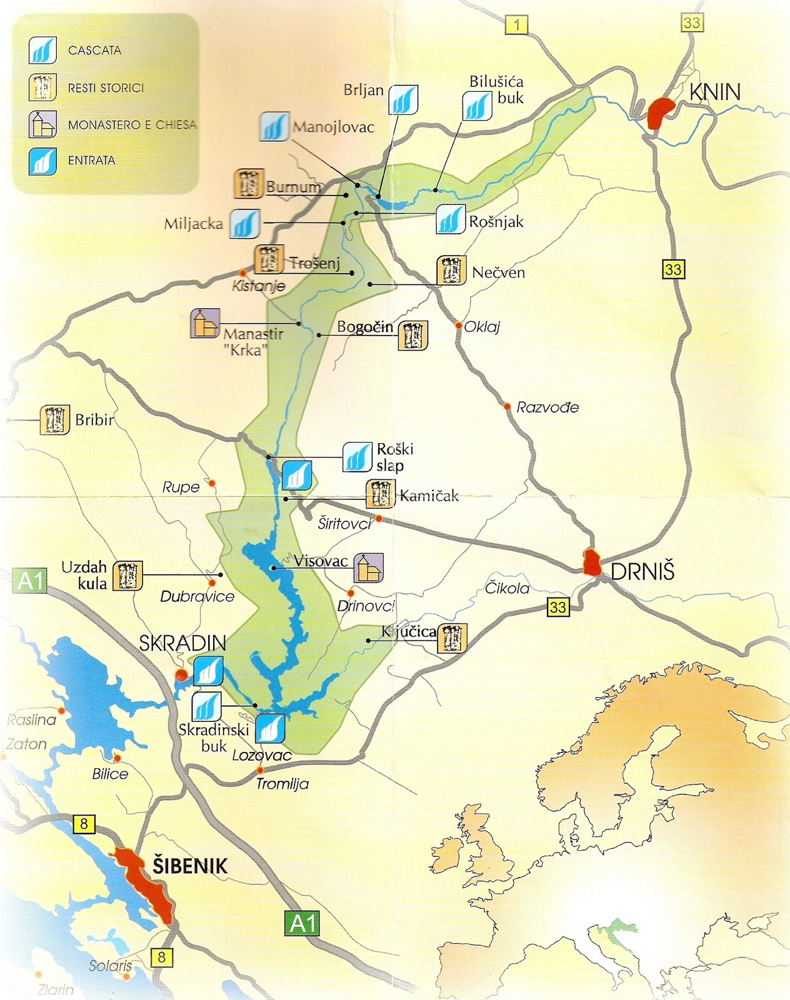 CASCATA
RESTI STORICI
MONASTERO E CHIESA
ENTRATA
1
33
KNIN
Bilušića
buk
Brljan
Manojlovac
Burnum
Miljacka
Rošnjak
Trošenj
Kistanje
Nečven
33
Manastir
"Krka"
Bogočin
Oklaj
Razvođe
Bribir
Roški
slap
Rupe
Kamičak
Širitovci
Uzdah
kula
Visovac
Dubravice
Drinovci
DRNIŠ
Čikola
33
A1
Ključica
SKRADIN
Raslina
Zaton
Skradinski
buk
Lozovac
Bilice
Tromilja
8
ŠIBENIK
A1
8
Solaris
Zlarin